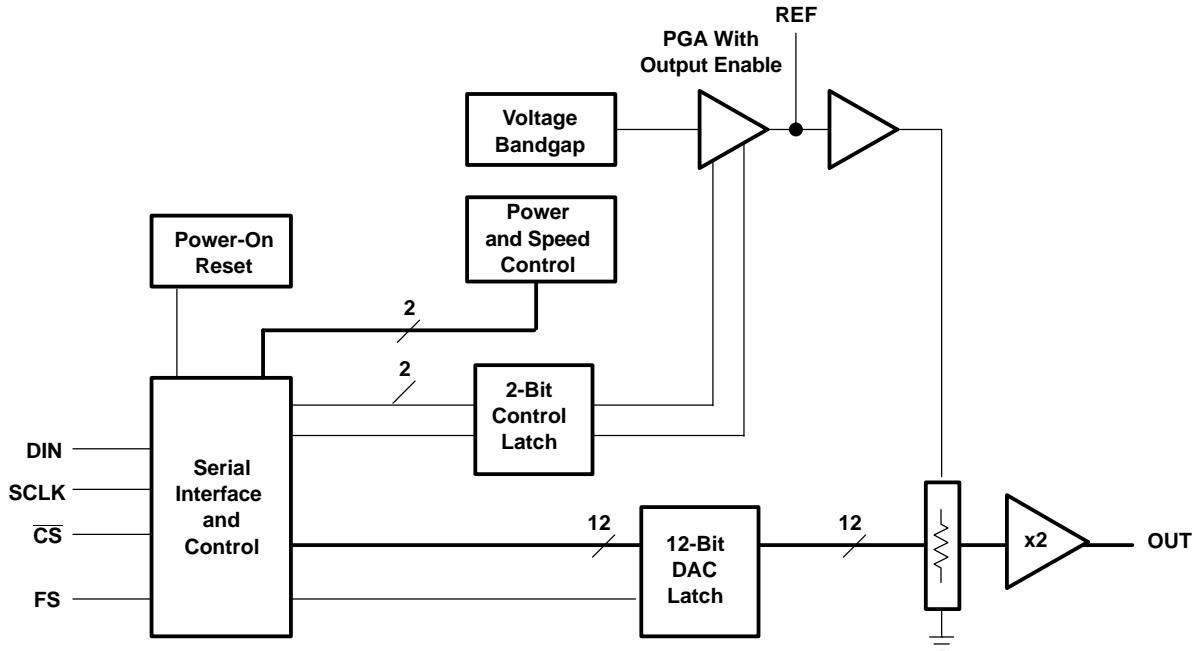 REF
PGA With
Output Enable
Voltage
Bandgap
Power
and Speed
Control
Power-On
Reset
2
2
2-Bit
Control
Latch
DIN
SCLK
CS
FS
Serial
Interface
and
Control
12
12-Bit
DAC
Latch
12
x2
OUT